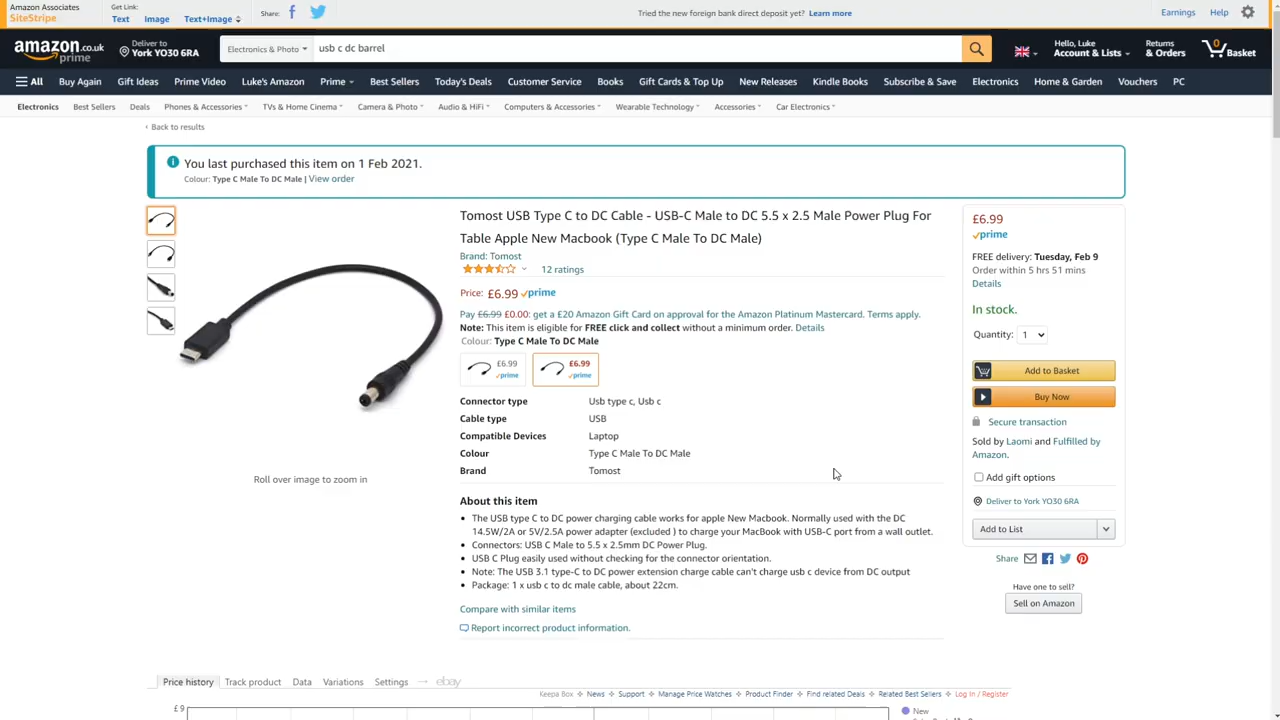 Amazon Associates
SiteStripe
Get Link:
Text Image Text+Image
Share:
Tried the new foreign bank direct deposit yet? Learn more
Earnings Help
amazon.co.uk
prime
Deliver to
York YO30 6RA
Electronics & Photo
usb c dc barrel
Hello, Luke
Account & Lists
Returns
& Orders
0
Basket
All Buy Again Gift Ideas Prime Video Luke's Amazon Prime Best Sellers Today's Deals Customer Service Books Gift Cards & Top Up New Releases Kindle Books Subscribe & Save Electronics Home & Garden Vouchers PC
Electronics Best Sellers Deals Phones & Accessories TVs & Home Cinema Camera & Photo Audio & HiFi Computers & Accessories Wearable Technology Accessories Car Electronics
‹ Back to results
You last purchased this item on 1 Feb 2021.
Colour: Type C Male To DC Male | View order
Roll over image to zoom in
Tomost USB Type C to DC Cable - USB-C Male to DC 5.5 x 2.5 Male Power Plug For
Table Apple New Macbook (Type C Male To DC Male)
Brand: Tomost
12 ratings
Price: £6.99 prime
Pay £6.99 £0.00: get a £20 Amazon Gift Card on approval for the Amazon Platinum Mastercard. Terms apply.
Note: This item is eligible for FREE click and collect without a minimum order. Details
Colour: Type C Male To DC Male
£6.99
prime
£6.99
prime
Connector type Usb type c, Usb c
Cable type USB
Compatible Devices Laptop
Colour Type C Male To DC Male
Brand Tomost
About this item
• The USB type C to DC power charging cable works for apple New Macbook. Normally used with the DC
14.5W/2A or 5V/2.5A power adapter (excluded ) to charge your MacBook with USB-C port from a wall outlet.
• Connectors: USB C Male to 5.5 x 2.5mm DC Power Plug.
• USB C Plug easily used without checking for the connector orientation.
• Note: The USB 3.1 type-C to DC power extension charge cable can't charge usb c device from DC output
• Package: 1 x usb c to dc male cable, about 22cm.
Compare with similar items
Report incorrect product information.
£6.99
prime
FREE delivery: Tuesday, Feb 9
Order within 5 hrs 51 mins
Details
In stock.
Quantity: 1
Add to Basket
Buy Now
Secure transaction
Sold by Laomi and Fulfilled by
Amazon.
Add gift options
Deliver to York YO30 6RA
Add to List
Share
Have one to sell?
Sell on Amazon
Price history Track product Data Variations Settings ebay
Keepa Box News Support Manage Price Watches Product Finder Find related Deals Related Best Sellers Log In / Register
£ 9
New